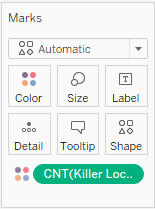 Marks
Automatic
Color Size Label
Detail Tooltip Shape
CNT(Killer Loc..